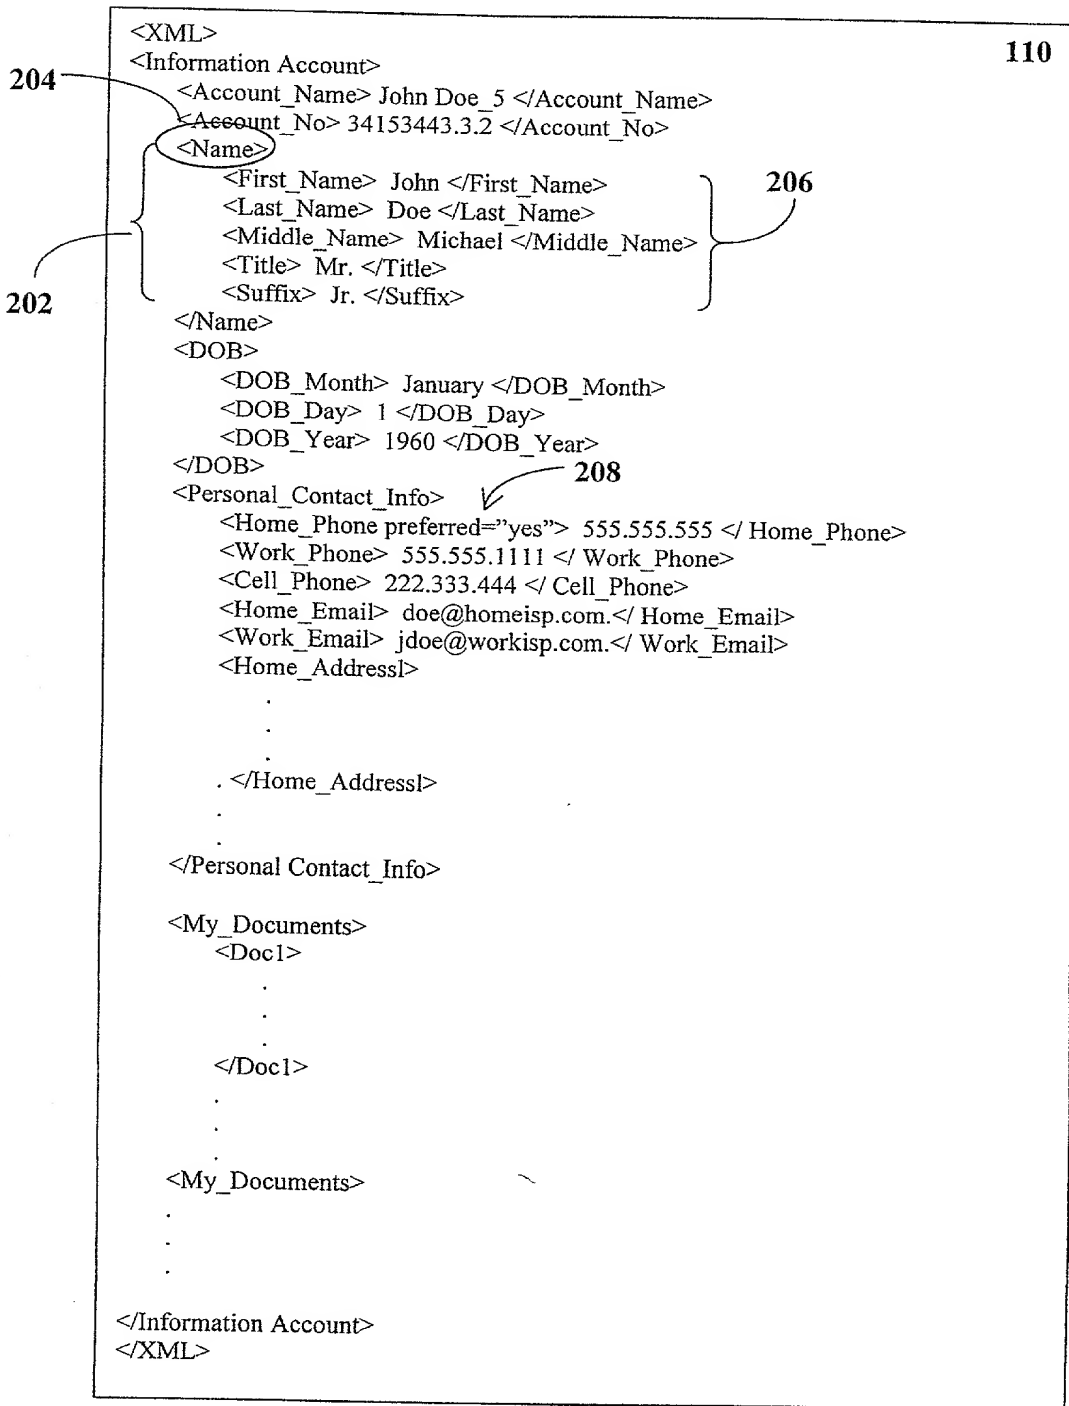 <XML>
110
<Information Account>
204
<Account_Name> John Doe_5 </Account_Name>
<Account_No> 34153443.3.2 </Account_No>
<Name>
<First_Name> John </First_Name>
206
<Last_Name> Doe </Last_Name>
<Middle_Name> Michael </Middle_Name>
<Title> Mr. </Title>
<Suffix> Jr. </Suffix>
202
</Name>
<DOB>
<DOB_Month> January </DOB_Month>
<DOB_Day> 1 </DOB_Day>
<DOB_Year> 1960 </DOB_Year>
</DOB>
208
<Personal_Contact_Info>
<Home_Phone preferred=”yes”> 555.555.555 </ Home_Phone>
<Work_Phone> 555.555.1111 </ Work_Phone>
<Cell_Phone> 222.333.444 </ Cell_Phone>
<Home_Email> doe@homeisp.com.</ Home_Email>
<Work_Email> jdoe@workisp.com.</ Work_Email>
<Home_Addressl>
.
.
.
. </Home_Addressl>
.
.
</Personal Contact_Info>
<My_Documents>
<Doc1>
.
.
.
</Doc1>
.
.
.
<My_Documents>
.
.
.
</Information Account>
</XML>